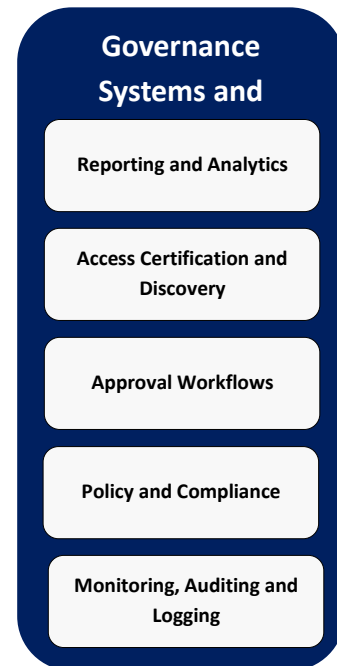 Governance
Systems and
Reporting and Analytics
Access Certification and
Discovery
Approval Workflows
Policy and Compliance
Monitoring, Auditing and
Logging